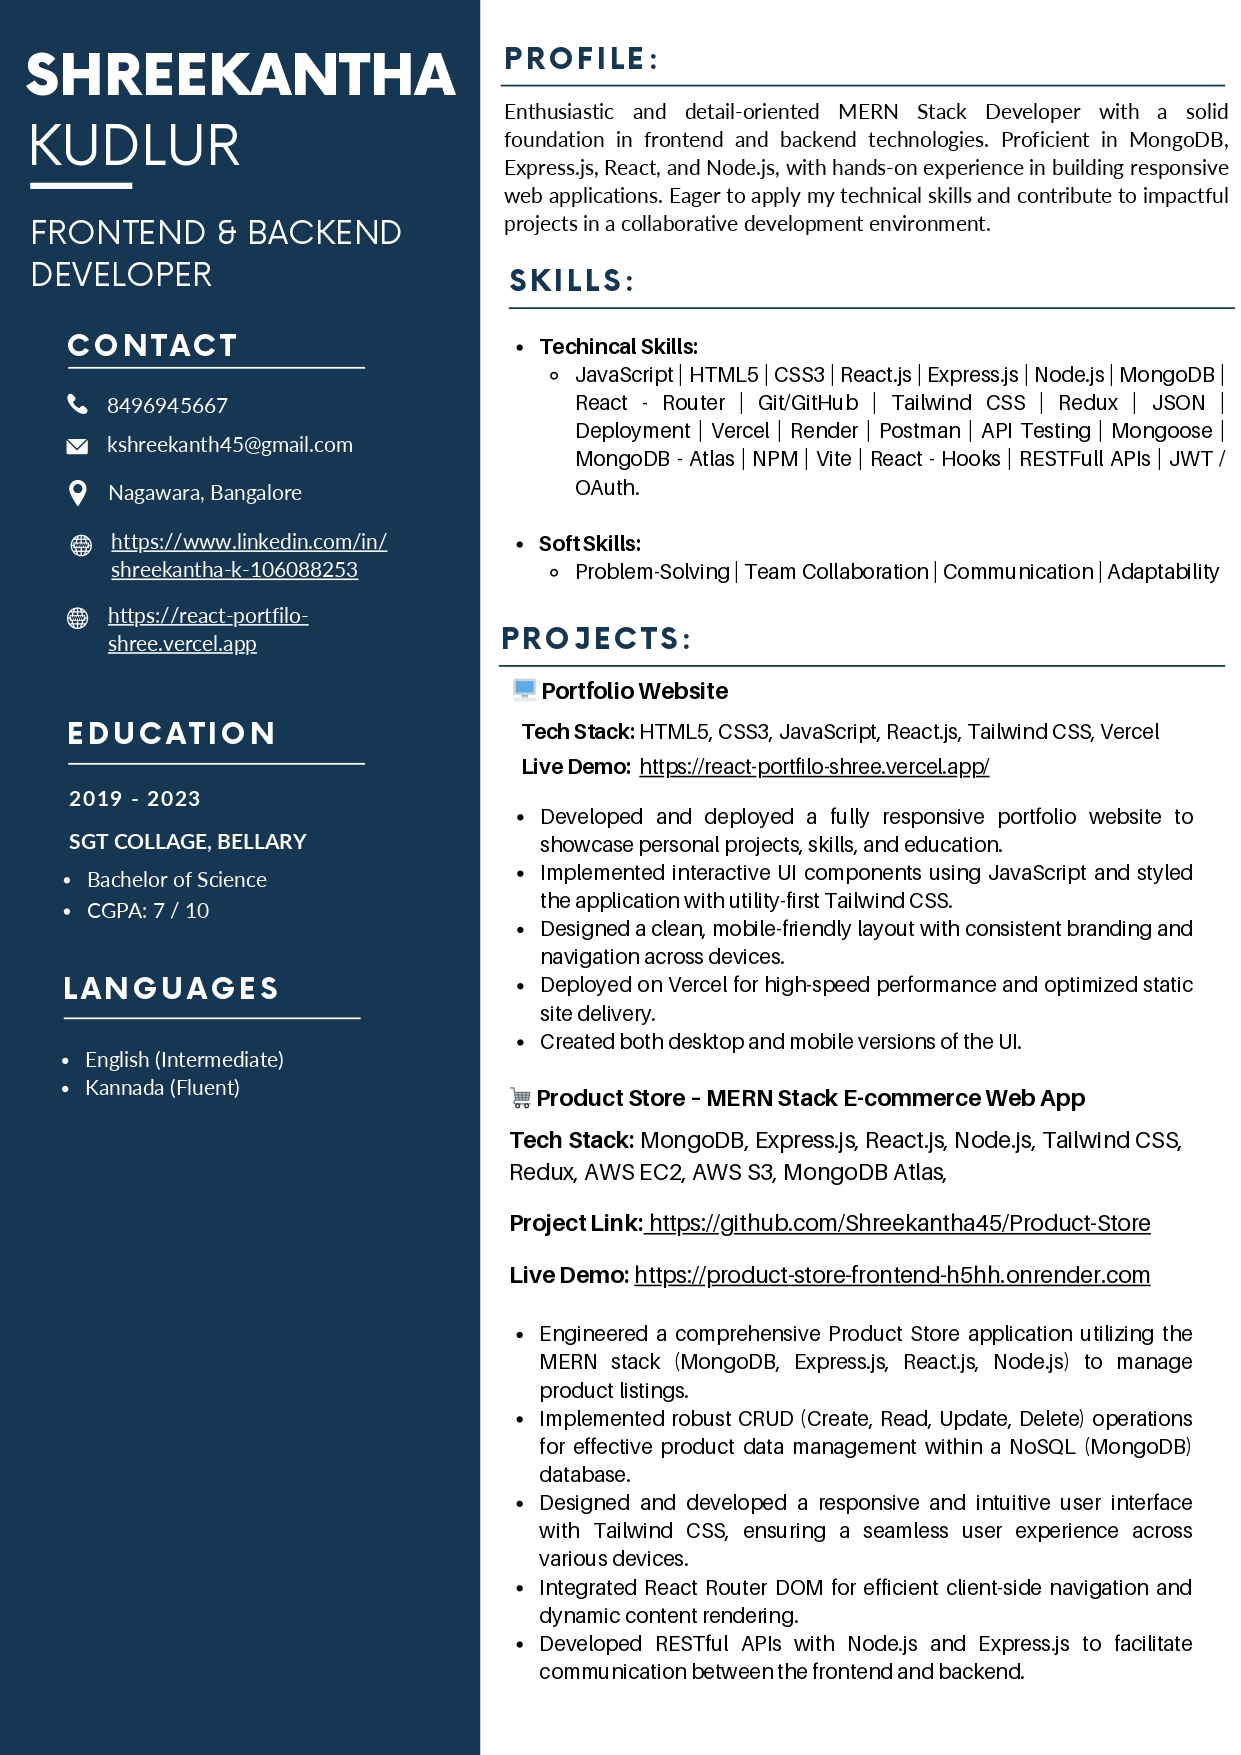 SHREEKANTHA
KUDLUR
FRONTEND & BACKEND
DEVELOPER
CONTACT
8496945667
kshreekanth45@gmail.com
Nagawara, Bangalore
https://www.linkedin.com/in/
shreekantha-k-106088253
https://react-portfilo-
shree.vercel.app
EDUCATION
2019 - 2023
SGT COLLAGE, BELLARY
• Bachelor of Science
• CGPA: 7 / 10
LANGUAGES
• English (Intermediate)
• Kannada (Fluent)
PROFILE:
Enthusiastic and detail-oriented MERN Stack Developer with a solid
foundation in frontend and backend technologies. Proficient in MongoDB,
Express.js, React, and Node.js, with hands-on experience in building responsive
web applications. Eager to apply my technical skills and contribute to impactful
projects in a collaborative development environment.
SKILLS:
• Techincal Skills:
◦ JavaScript | HTML5 | CSS3 | React.js | Express.js | Node.js | MongoDB |
React - Router | Git/GitHub | Tailwind CSS | Redux | JSON |
Deployment | Vercel | Render | Postman | API Testing | Mongoose |
MongoDB - Atlas | NPM | Vite | React - Hooks | RESTFull APIs | JWT /
OAuth.
• Soft Skills:
◦ Problem-Solving | Team Collaboration | Communication | Adaptability
PROJECTS:
Portfolio Website
Tech Stack: HTML5, CSS3, JavaScript, React.js, Tailwind CSS, Vercel
Live Demo: https://react-portfilo-shree.vercel.app/
• Developed and deployed a fully responsive portfolio website to
showcase personal projects, skills, and education.
• Implemented interactive UI components using JavaScript and styled
the application with utility-first Tailwind CSS.
• Designed a clean, mobile-friendly layout with consistent branding and
navigation across devices.
• Deployed on Vercel for high-speed performance and optimized static
site delivery.
• Created both desktop and mobile versions of the UI.
Product Store – MERN Stack E-commerce Web App
Tech Stack: MongoDB, Express.js, React.js, Node.js, Tailwind CSS,
Redux, AWS EC2, AWS S3, MongoDB Atlas,
Project Link: https://github.com/Shreekantha45/Product-Store
Live Demo: https://product-store-frontend-h5hh.onrender.com
• Engineered a comprehensive Product Store application utilizing the
MERN stack (MongoDB, Express.js, React.js, Node.js) to manage
product listings.
• Implemented robust CRUD (Create, Read, Update, Delete) operations
for effective product data management within a NoSQL (MongoDB)
database.
• Designed and developed a responsive and intuitive user interface
with Tailwind CSS, ensuring a seamless user experience across
various devices.
• Integrated React Router DOM for efficient client-side navigation and
dynamic content rendering.
• Developed RESTful APIs with Node.js and Express.js to facilitate
communication between the frontend and backend.